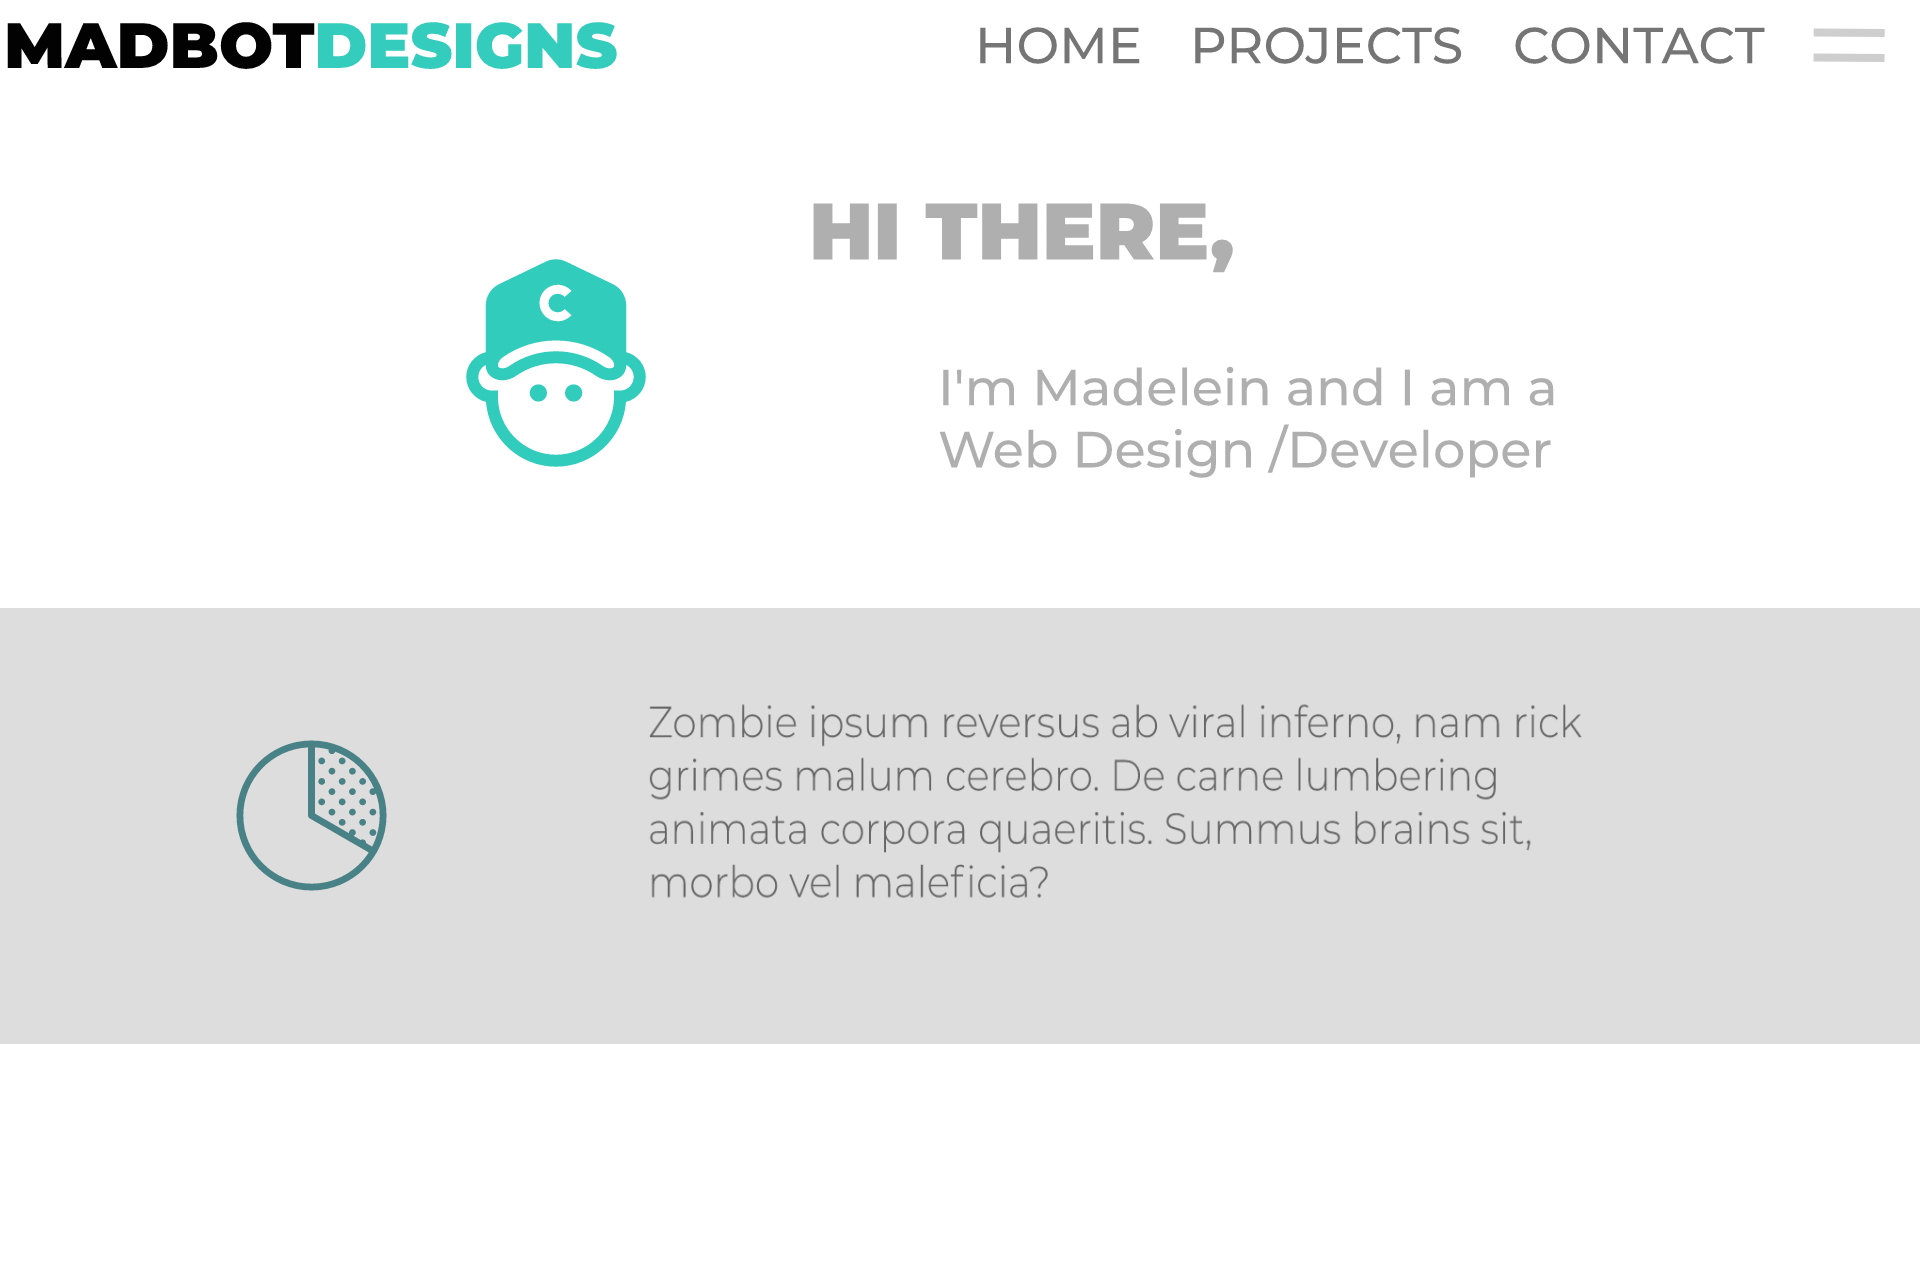 MADBOTDESIGNS HOME PROJECTS CONTACT
HI THERE,
C
I'm Madelein and I am a
Web Design /Developer
Zombie ipsum reversus ab viral inferno, nam rick
grimes malum cerebro. De carne lumbering
animata corpora quaeritis. Summus brains sit,
morbo vel maleficia?